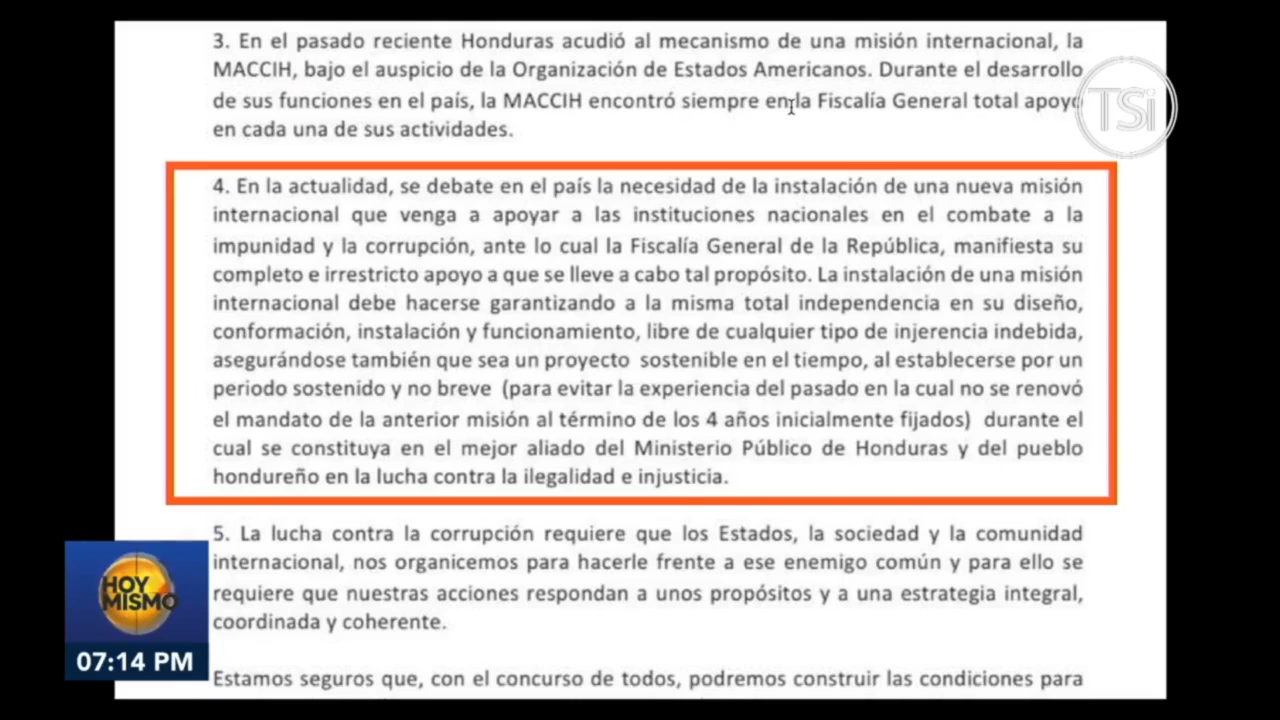 3. En el pasado reciente Honduras acudió al mecanismo de una misión internacional, la
MACCIH, bajo el auspicio de la Organización de Estados Americanos. Durante el desarrollo
de sus funciones en el país, la MACCIH encontró siempre en la Fiscalía General total apoyo
en cada una de sus actividades.
TSi
4. En la actualidad, se debate en el país la necesidad de la instalación de una nueva misión
internacional que venga a apoyar a las instituciones nacionales en el combate a la
impunidad y la corrupción, ante lo cual la Fiscalía General de la República, manifiesta su
completo e irrestricto apoyo a que se lleve a cabo tal propósito. La instalación de una misión
internacional debe hacerse garantizando a la misma total independencia en su diseño,
conformación, instalación y funcionamiento, libre de cualquier tipo de injerencia indebida,
asegurándose también que sea un proyecto sostenible en el tiempo, al establecerse por un
periodo sostenido y no breve (para evitar la experiencia del pasado en la cual no se renovó
el mandato de la anterior misión al término de los 4 años inicialmente fijados) durante el
cual se constituya en el mejor aliado del Ministerio Público de Honduras y del pueblo
hondureño en la lucha contra la ilegalidad e injusticia.
5. La lucha contra la corrupción requiere que los Estados, la sociedad y la comunidad
internacional, nos organicemos para hacerle frente a ese enemigo común y para ello se
requiere que nuestras acciones respondan a unos propósitos y a una estrategia integral,
coordinada y coherente.
Estamos seguros que, con el concurso de todos, podremos construir las condiciones para
HOY
MISMO
07:14 PM